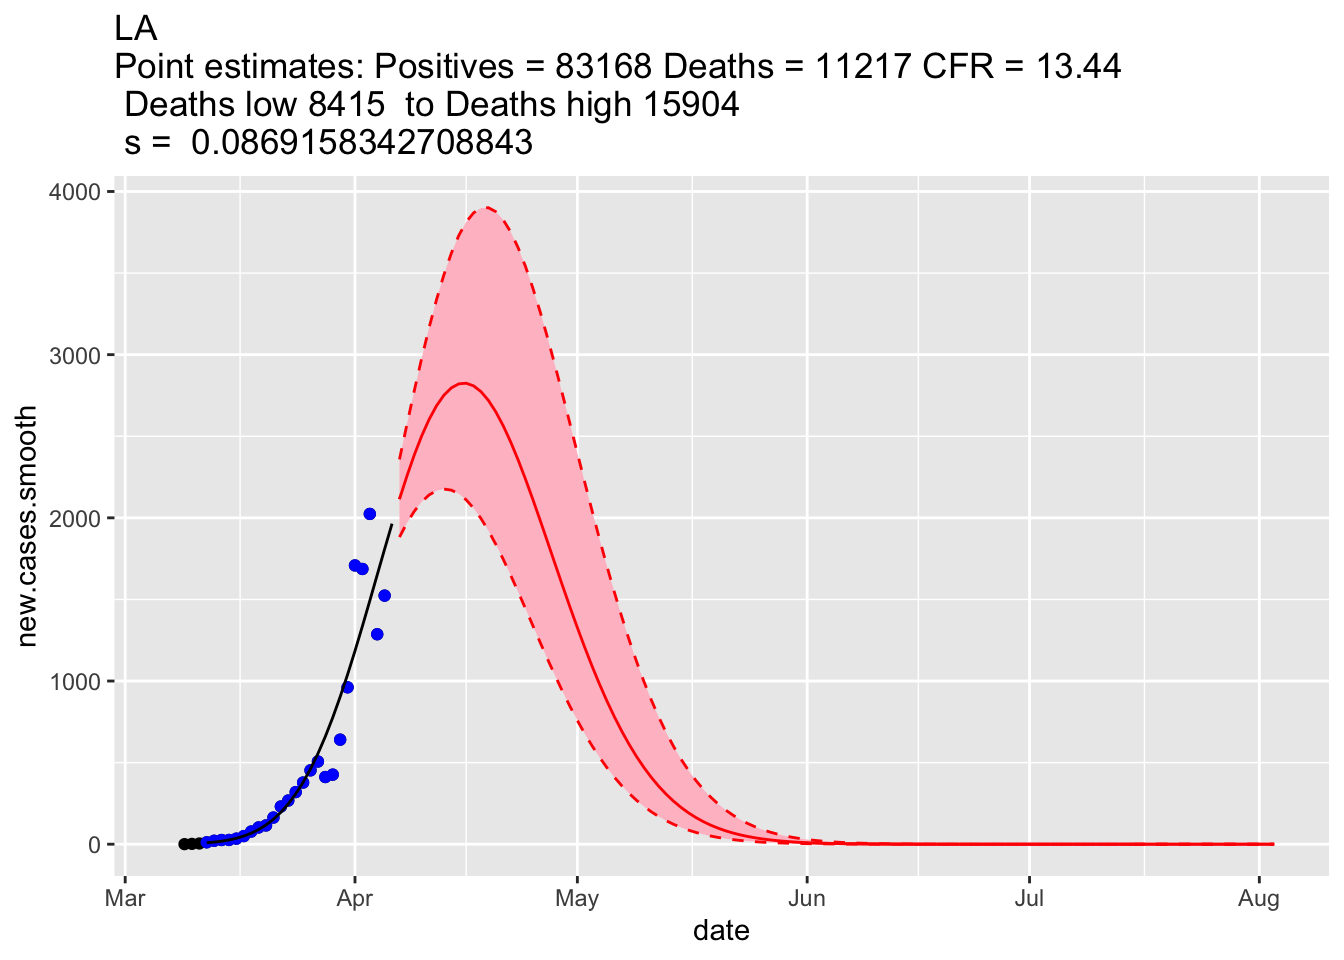 LA
Point estimates: Positives = 83168 Deaths = 11217 CFR = 13.44
Deaths low 8415  to Deaths high 15904
s =  0.0869158342708843
4000
3000
2000
1000
0
new.cases.smooth
Mar Apr May Jun Jul Aug
date